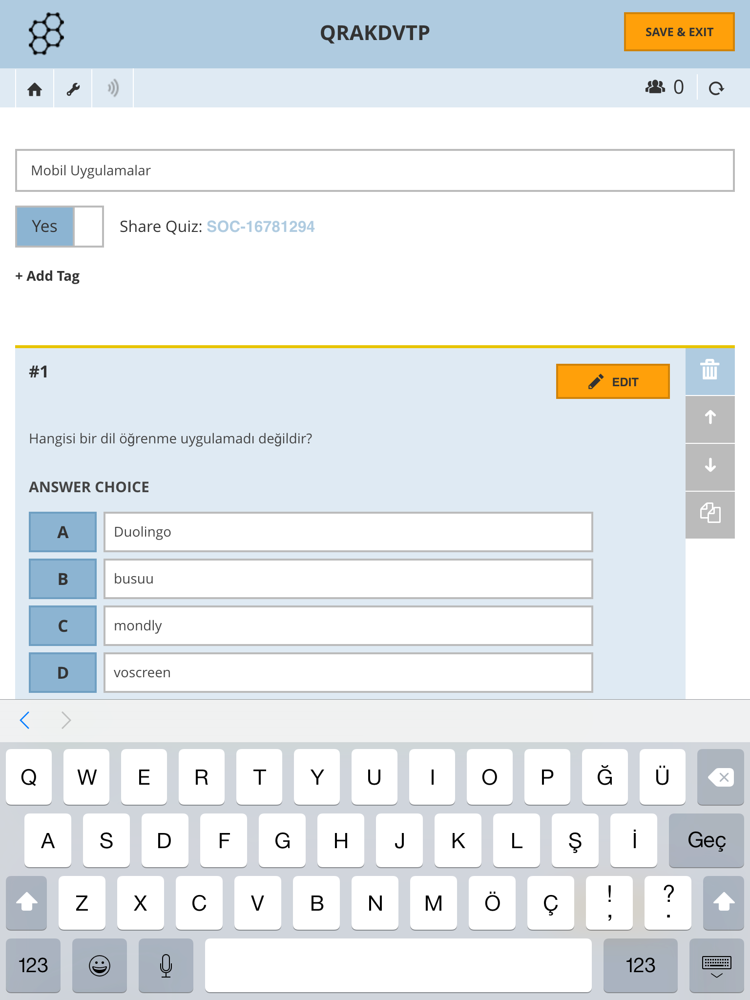 QRAKDVTP
SAVE & EXIT
0
Mobil Uygulamalar
Yes
Share Quiz: SOC-16781294
+ Add Tag
#1
EDIT
Hangisi bir dil öğrenme uygulamadı değildir?
ANSWER CHOICE
A Duolingo
B busuu
C mondly
D voscreen
Q W E R T Y U I O P Ğ Ü
A S D F G H J K L Ş İ Geç
Z X C V B N M Ö Ç ! , ? .
123 123